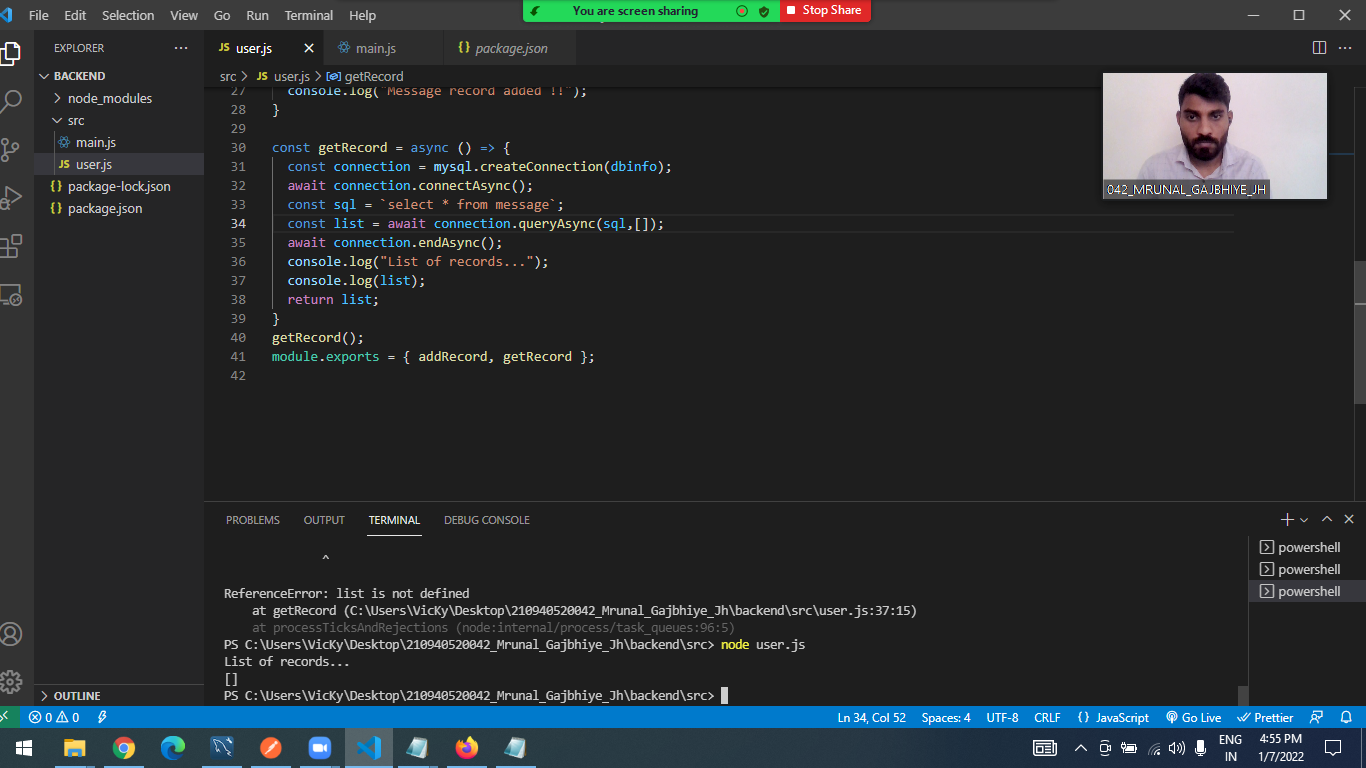 File Edit Selection View Go Run Terminal Help
You are screen sharing
Stop Share
EXPLORER
BACKEND
node_modules
src
main.js
JS user.js
{} package-lock.json
{} package.json
OUTLINE
JS user.js
main.js
{} package.json
src > JS user.js > getRecord
27 console.log("Message record added !!");
28 }
29
30 const getRecord = async () => {
31 const connection = mysql.createConnection(dbinfo);
32 await connection.connectAsync();
33 const sql = `select * from message`;
34 const list = await connection.queryAsync(sql,[]);
35 await connection.endAsync();
36 console.log("List of records...");
37 console.log(list);
38 return list;
39 }
40 getRecord();
41 module.exports = { addRecord, getRecord };
42
042_MRUNAL_GAJBHIYE_JH
PROBLEMS OUTPUT TERMINAL DEBUG CONSOLE
^
ReferenceError: list is not defined
at getRecord (C:\Users\VicKy\Desktop\210940520042_Mrunal_Gajbhiye_Jh\backend\src\user.js:37:15)
at processTicksAndRejections (node:internal/process/task_queues:96:5)
PS C:\Users\VicKy\Desktop\210940520042_Mrunal_Gajbhiye_Jh\backend\src> node user.js
List of records...
[]
PS C:\Users\VicKy\Desktop\210940520042_Mrunal_Gajbhiye_Jh\backend\src>
powershell
powershell
powershell
0 0
Ln 34, Col 52 Spaces: 4 UTF-8 CRLF {} JavaScript Go Live Prettier
ENG
IN
4:55 PM
1/7/2022